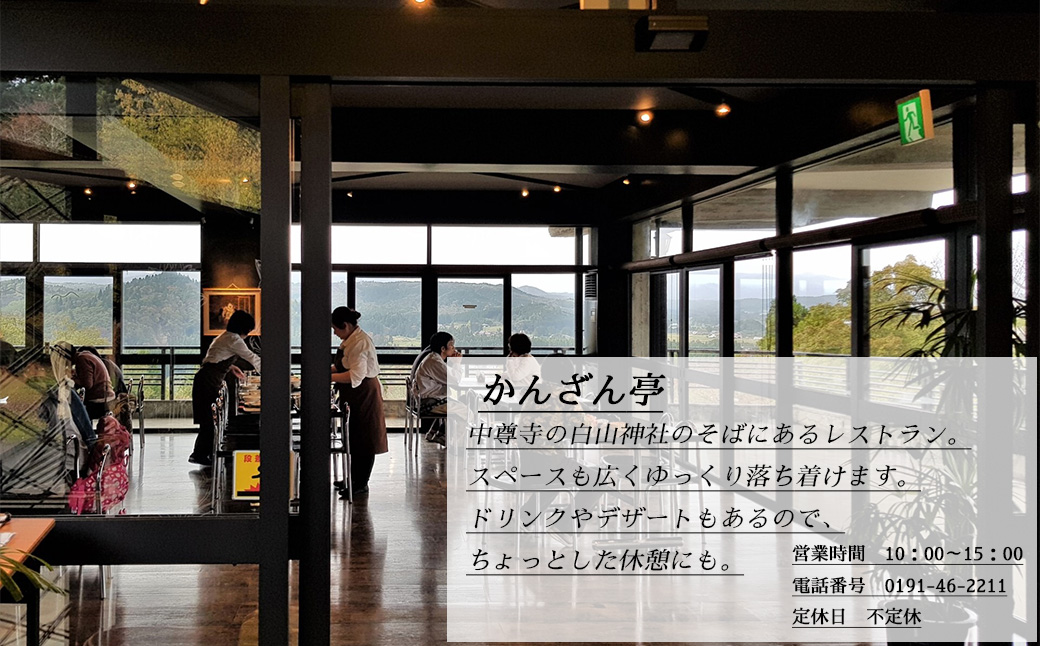 かんざん亭
中尊寺の白山神社のそばにあるレストラン。
スペースも広くゆっくり落ち着けます。
ドリンクやデザートもあるので、
ちょっとした休憩にも。
営業時間　10：00～15：00
電話番号　0191-46-2211
定休日　不定休